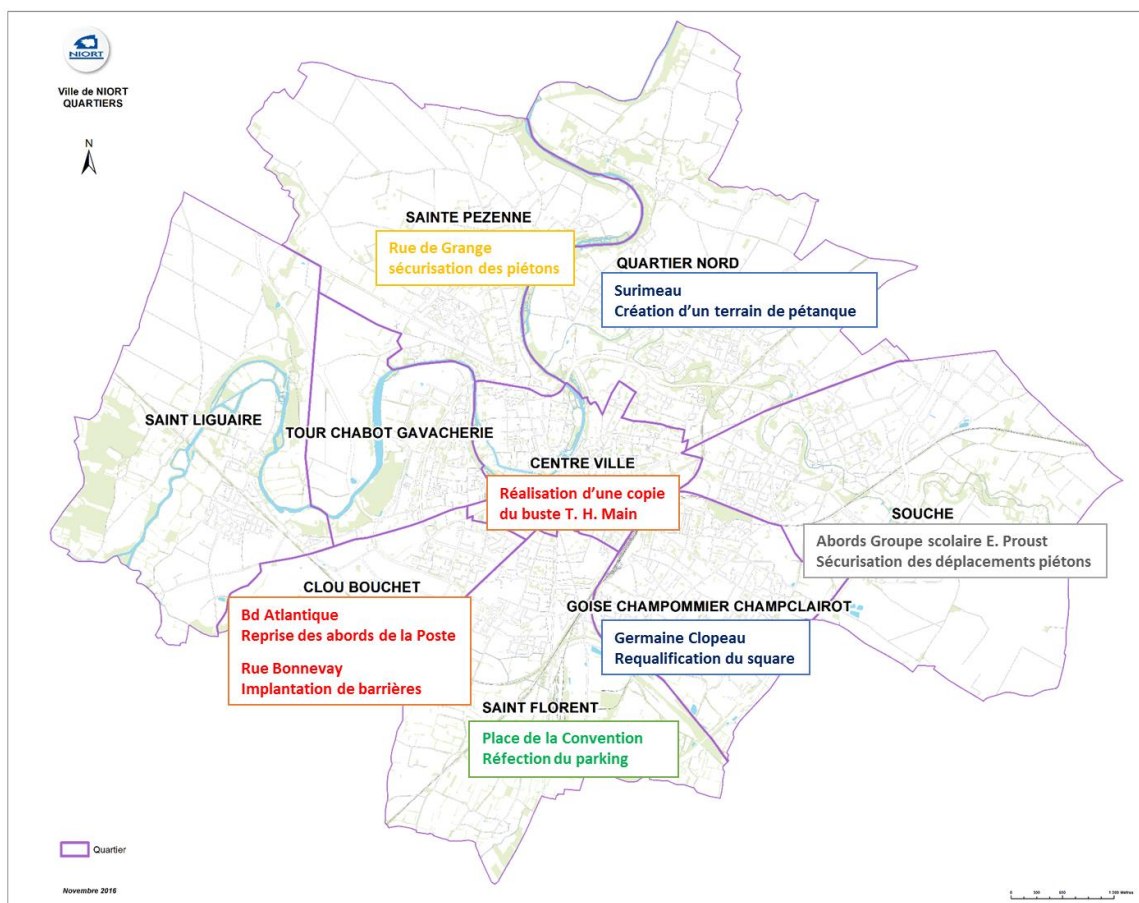 NIORT
Ville de NIORT
QUARTIERS
N
SAINTE PEZENNE
Rue de Grange
sécurisation des piétons
QUARTIER NORD
Surimeau
Création d’un terrain de pétanque
SAINT LIGUAIRE
TOUR CHABOT GAVACHERIE
CENTRE VILLE
Réalisation d’une copie
du buste T. H. Main
SOUCHE
Abords Groupe scolaire E. Proust
Sécurisation des déplacements piétons
CLOU BOUCHET
Bd Atlantique
Reprise des abords de la Poste
Rue Bonnevay
Implantation de barrières
GOISE CHAMPOMMIER CHAMPCLAIROT
Germaine Clopeau
Requalification du square
SAINT FLORENT
Place de la Convention
Réfection du parking
Quartier
Novembre 2016